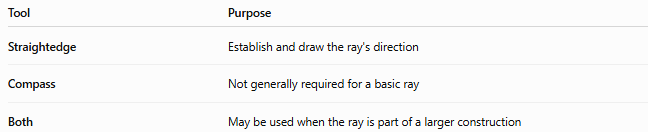 Tool Purpose
Straightedge Establish and draw the ray's direction
Compass Not generally required for a basic ray
Both May be used when the ray is part of a larger construction